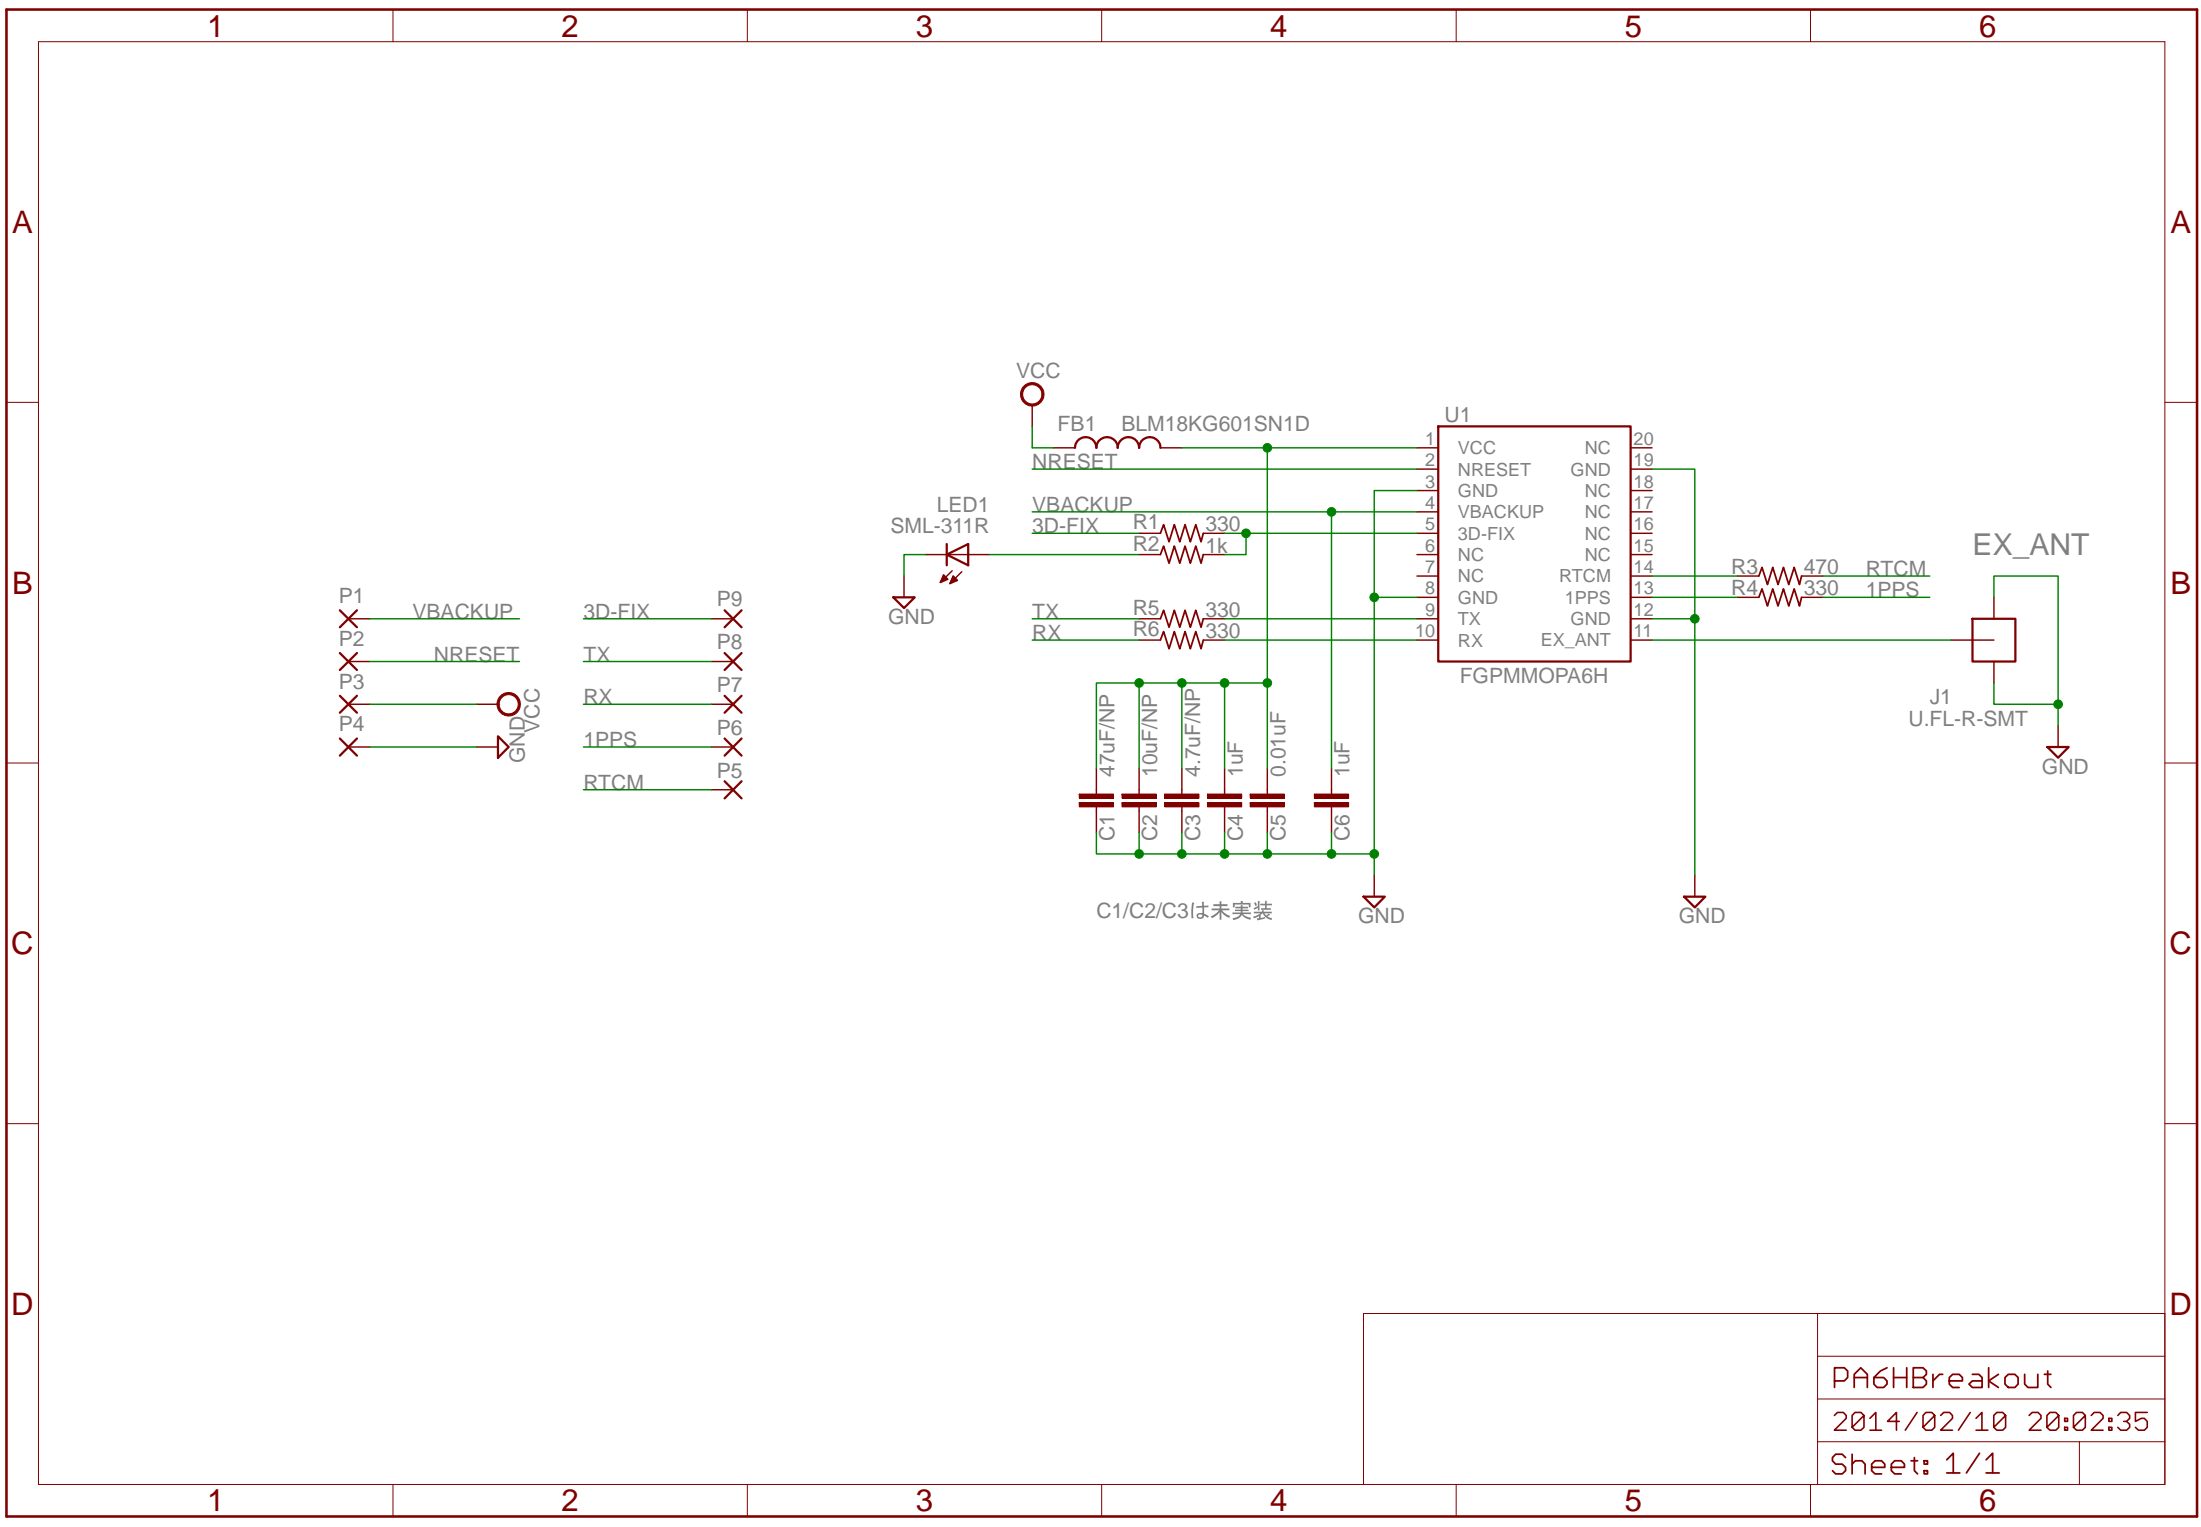 1 2 3 4 5 6
A A
VCC
FB1 BLM18KG601SN1D
U1
1 VCC NC 20
NRESET
2 NRESET GND 19
3 GND NC 18
LED1
SML-311R
VBACKUP
4 VBACKUP NC 17
3D-FIX R1 330
5 3D-FIX NC 16
R2 1k
6 NC NC 15
EX_ANT
7 NC RTCM 14
R3 470 RTCM
8 GND 1PPS 13
R4 330 1PPS
GND
TX R5 330
9 TX GND 12
RX R6 330
10 RX EX_ANT 11
FGPMMOPA6H
B B
P1 VBACKUP 3D-FIX P9
P2 NRESET TX P8
P3 VCC RX P7
P4 GND 1PPS P6
RTCM P5
J1
U.FL-R-SMT
GND
47uF/NP 10uF/NP 4.7uF/NP 1uF 0.01uF 1uF
C1 C2 C3 C4 C5 C6
C1/C2/C3は未実装
GND GND
C C
D D
PA6HBreakout
2014/02/10 20:02:35
Sheet: 1/1
1 2 3 4 5 6